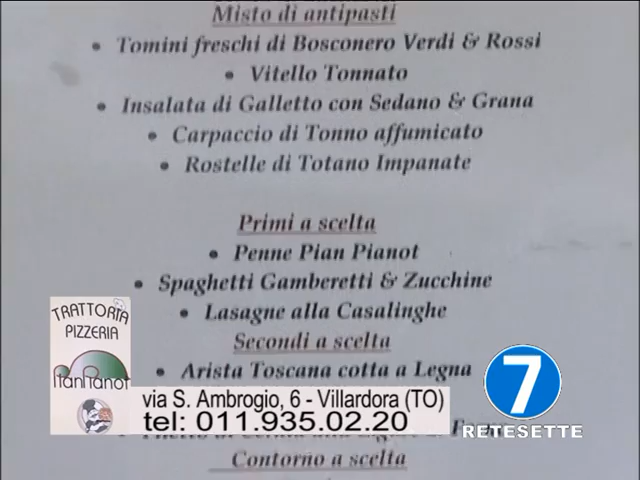 Misto di antipasti
• Tomini freschi di Bosconero Verdi & Rossi
• Vitello Tonnato
• Insalata di Galletto con Sedano & Grana
• Carpaccio di Tonno affumicato
• Rostelle di Totano Impanate
Primi a scelta
• Penne Pian Pianot
• Spaghetti Gamberetti & Zucchine
• Lasagne alla Casalinghe
Secondi a scelta
• Arista Toscana cotta a Legna
Contorno a scelta
TRATTORIA
PIZZERIA
PianPianot
via S. Ambrogio, 6 - Villardora (TO)
tel: 011.935.02.20
7
RETESETTE